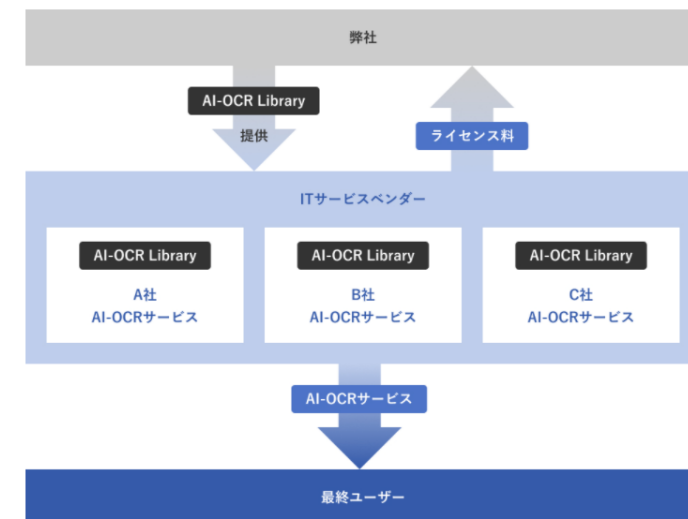 弊社
AI-OCR Library
提供
ライセンス料
ITサービスベンダー
AI-OCR Library
A社
AI-OCRサービス
AI-OCR Library
B社
AI-OCRサービス
AI-OCR Library
C社
AI-OCRサービス
AI-OCRサービス
最終ユーザー